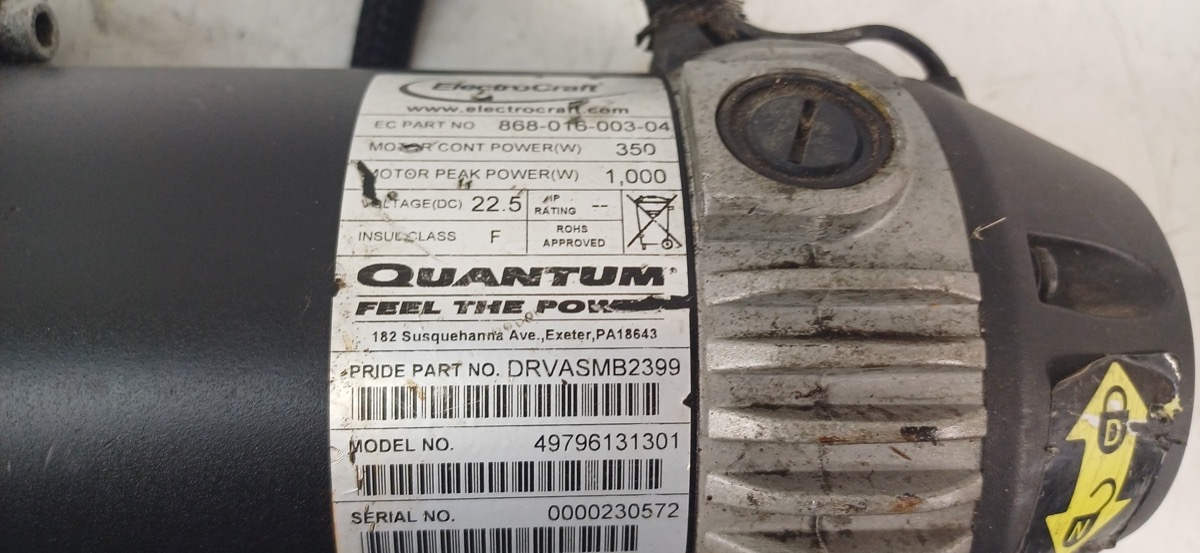 ElectroCraft
www.electrocraft.com
EC PART NO 868-016-003-04
MOTOR CONT POWER(W) 350
MOTOR PEAK POWER(W) 1,000
VOLTAGE(DC) 22.5 RATING --
INSUL CLASS F ROHS APPROVED
QUANTUM
FEEL THE
182 Susquehanna Ave.,Exeter,PA18643
PRIDE PART NO. DRVASMB2399
MODEL NO. 49796131301
SERIAL NO. 0000230572
D
N